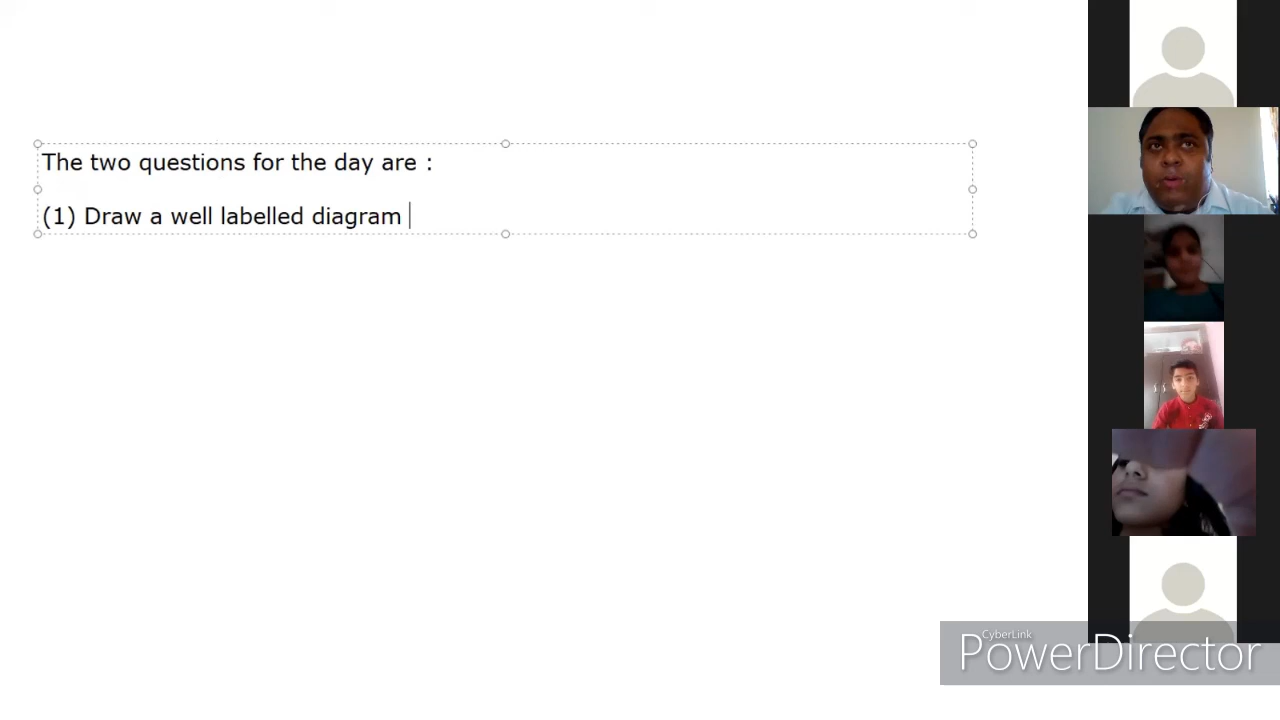 The two questions for the day are :
(1) Draw a well labelled diagram
CyberLink
PowerDirector